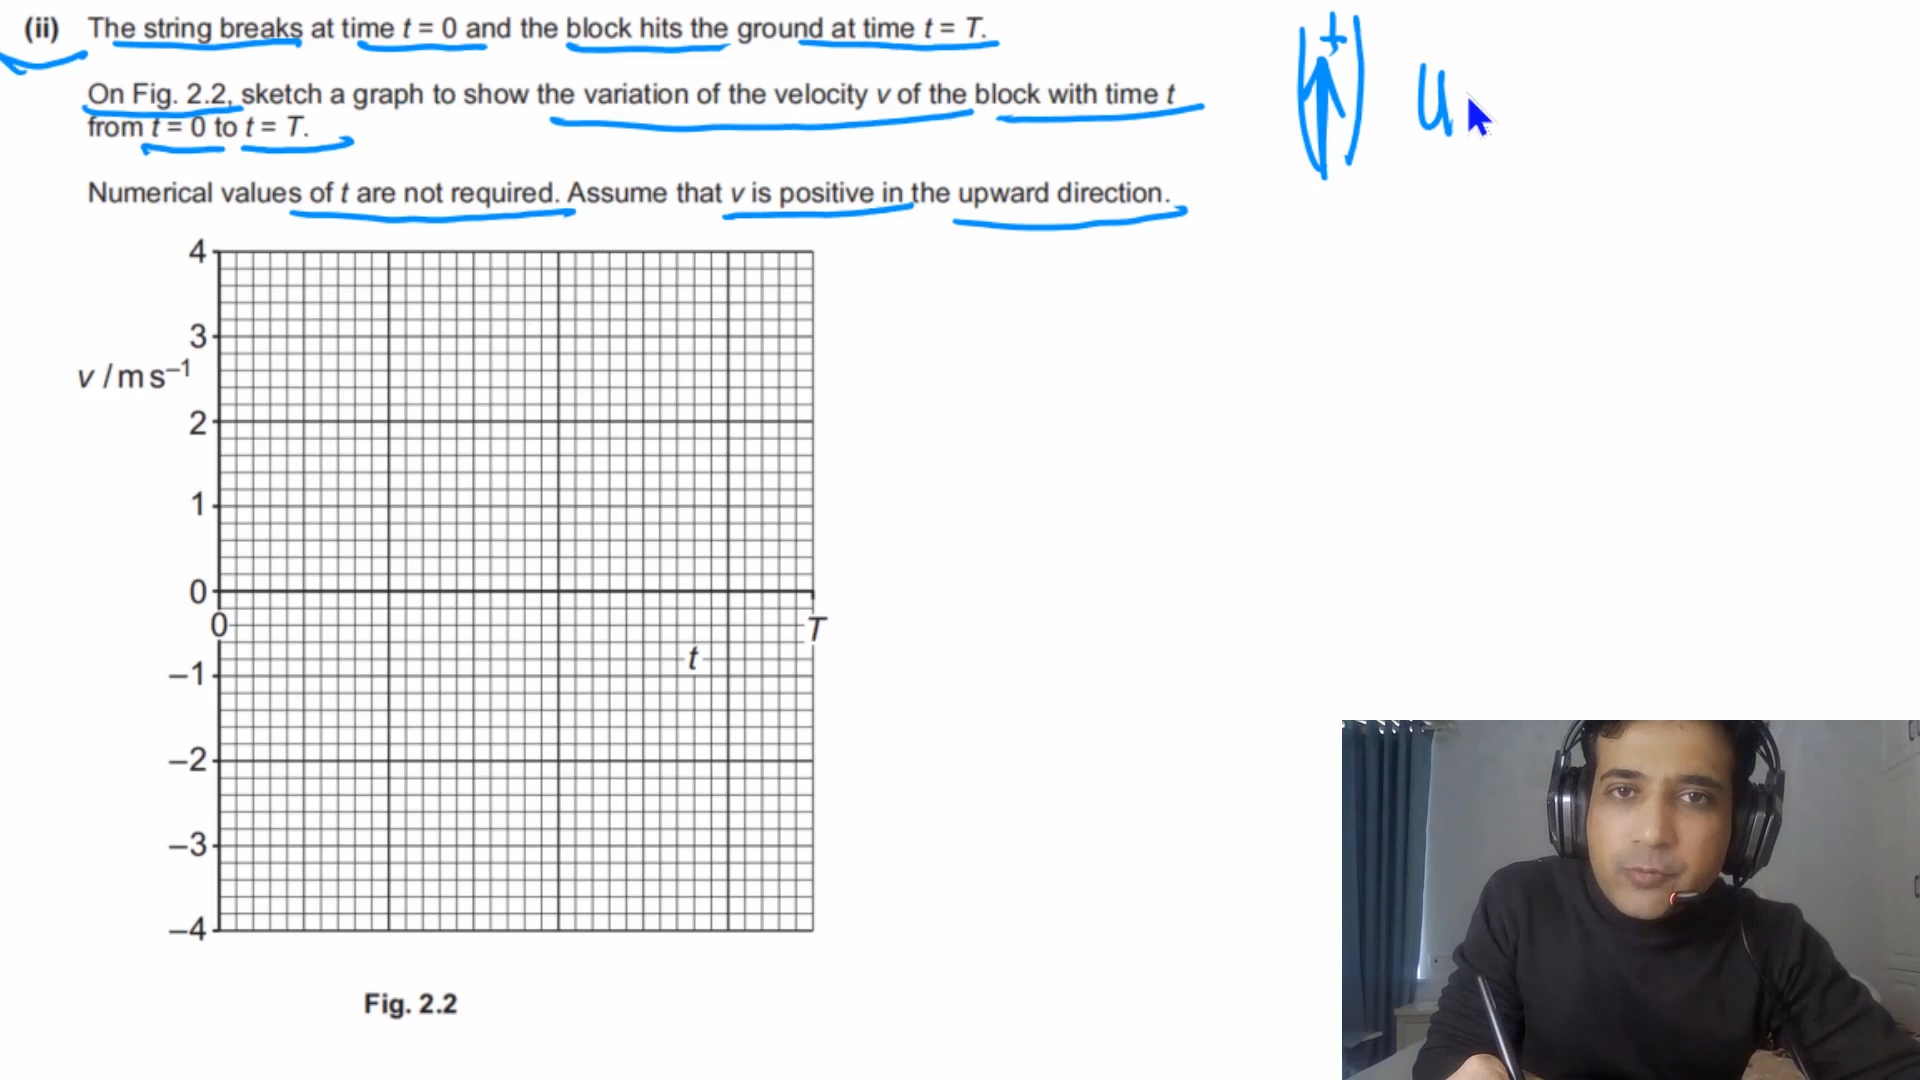 (ii) The string breaks at time t = 0 and the block hits the ground at time t = T.
On Fig. 2.2, sketch a graph to show the variation of the velocity v of the block with time t
from t = 0 to t = T.
Numerical values of t are not required. Assume that v is positive in the upward direction.
+
u
4
3
v / m s⁻¹
2
1
0
0
T
t
–1
–2
–3
–4
Fig. 2.2